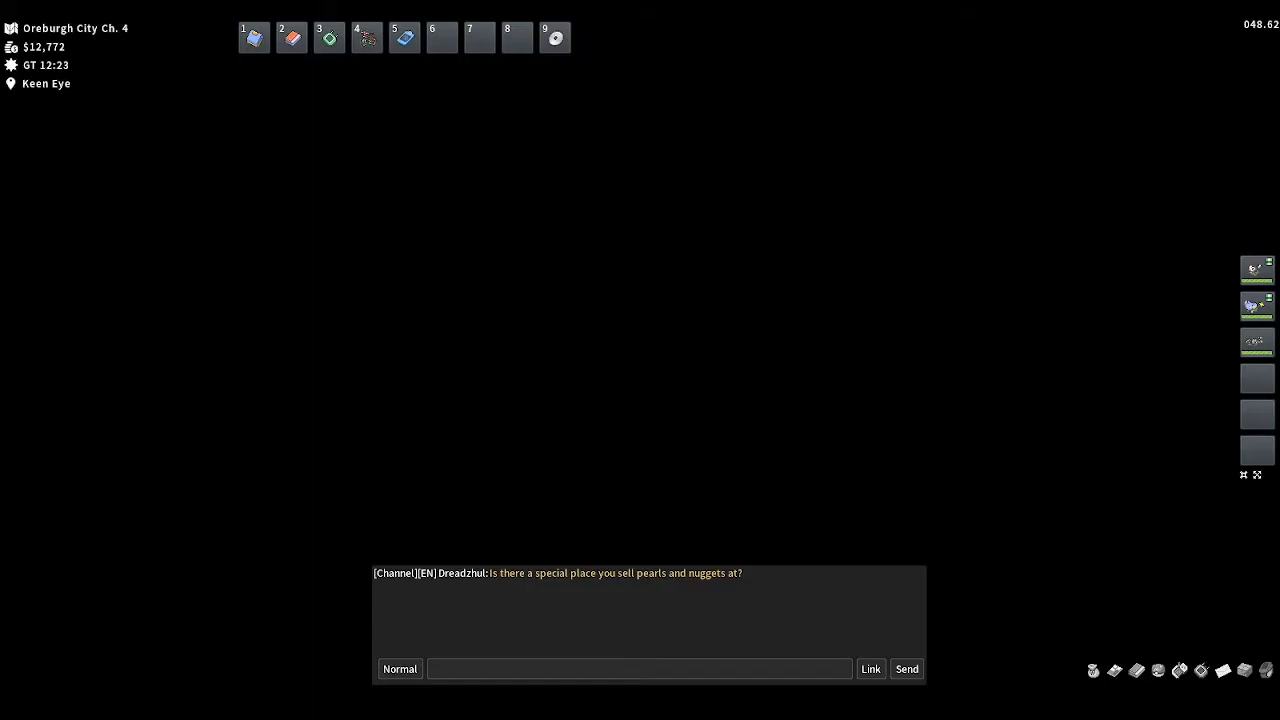 Oreburgh City Ch. 4
$12,772
GT 12:23
Keen Eye
1 2 3 4 5 6 7 8 9
048.62
[Channel][EN] Dreadzhul: Is there a special place you sell pearls and nuggets at?
Normal Link Send